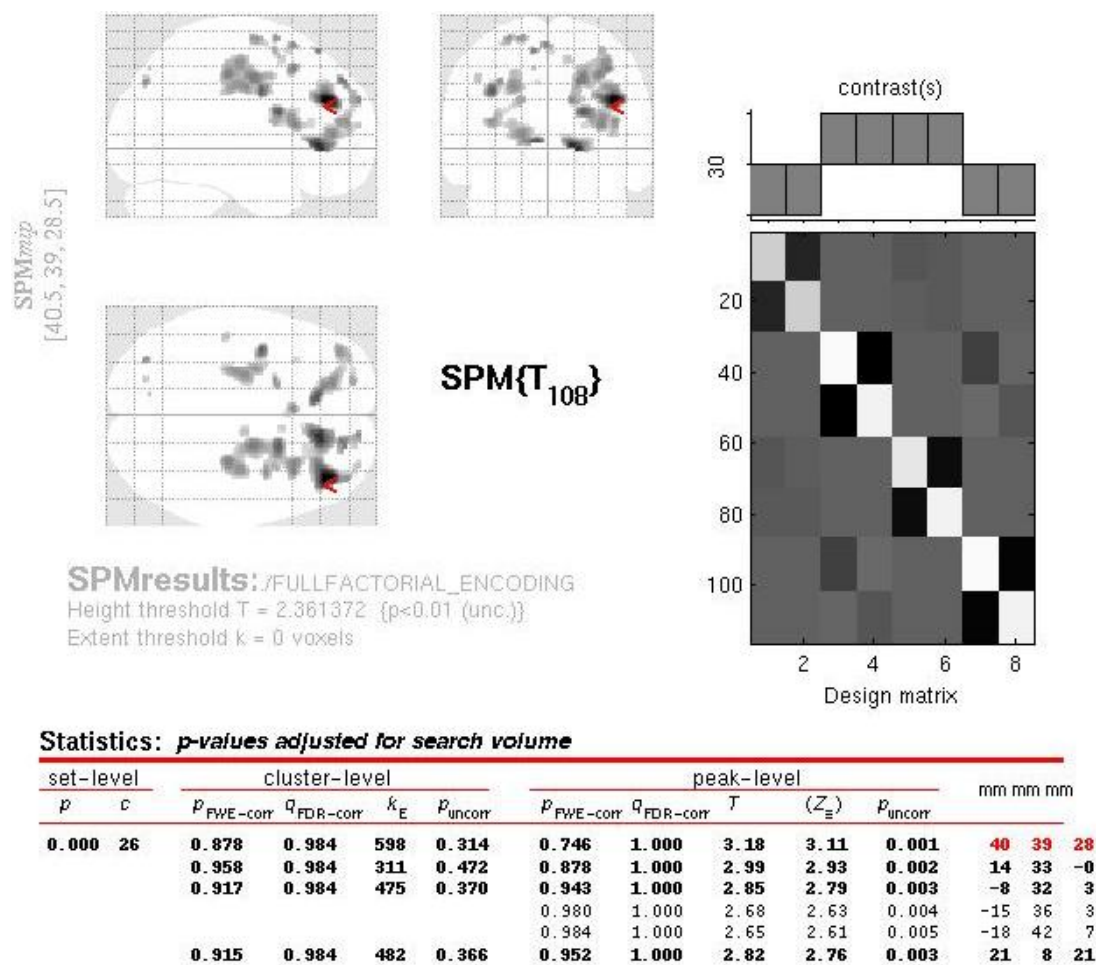 contrast(s)
30
SPMmip
[40.5, 39, 28.5]
SPM{T108}
20
40
60
80
100
2 4 6 8
Design matrix
SPMresults: ./FULLFACTORIAL_ENCODING
Height threshold T = 2.361372 {p<0.01 (unc.)}
Extent threshold k = 0 voxels
Statistics: p-values adjusted for search volume
set-level cluster-level peak-level mm mm mm
p c pFWE-corr qFDR-corr kE puncorr pFWE-corr qFDR-corr T (Z≡) puncorr
0.000 26 0.878 0.984 598 0.314 0.746 1.000 3.18 3.11 0.001 40 39 28
0.958 0.984 311 0.472 0.878 1.000 2.99 2.93 0.002 14 33 -0
0.917 0.984 475 0.370 0.943 1.000 2.85 2.79 0.003 -8 32 3
0.980 1.000 2.68 2.63 0.004 -15 36 3
0.984 1.000 2.65 2.61 0.005 -18 42 7
0.915 0.984 482 0.366 0.952 1.000 2.82 2.76 0.003 21 8 21